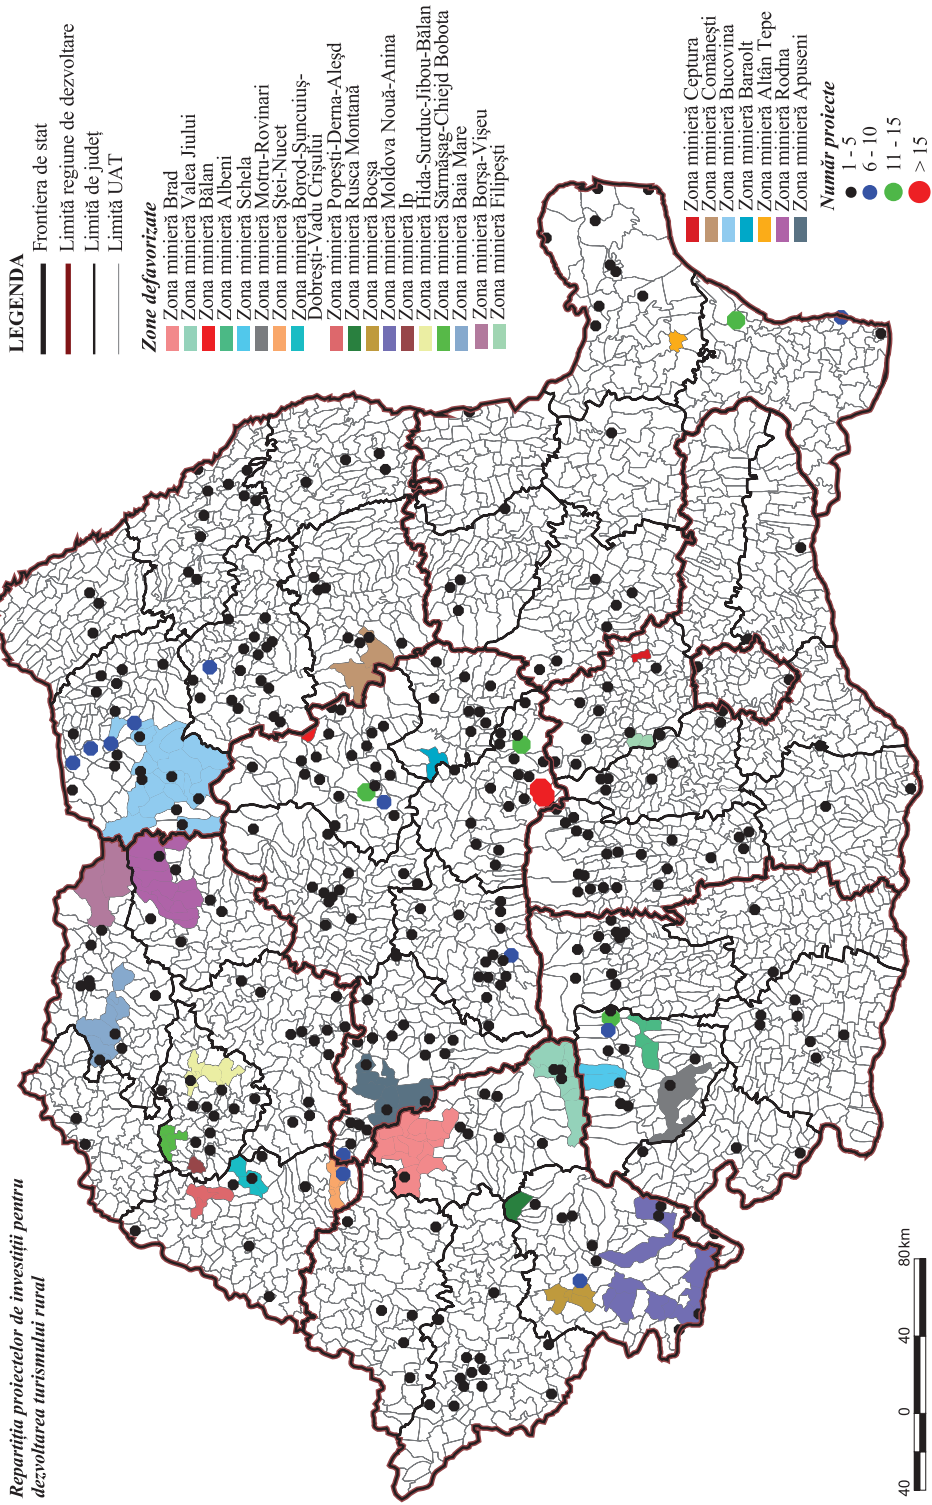 Repartiția proiectelor de investiții pentru
dezvoltarea turismului rural
LEGENDA
Frontiera de stat
Limită regiune de dezvoltare
Limită de județ
Limită UAT
Zone defavorizate
Zona minieră Brad
Zona minieră Valea Jiului
Zona minieră Bălan
Zona minieră Albeni
Zona minieră Schela
Zona minieră Motru-Rovinari
Zona minieră Ștei-Nucet
Zona minieră Borod-Șuncuiuș-
Dobrești-Vadu Crișului
Zona minieră Popești-Derna-Aleșd
Zona minieră Rusca Montană
Zona minieră Bocșa
Zona minieră Moldova Nouă-Anina
Zona minieră Ip
Zona minieră Hida-Surduc-Jibou-Bălan
Zona minieră Sărmășag-Chiejd Bobota
Zona minieră Baia Mare
Zona minieră Borșa-Vișeu
Zona minieră Filipești
Zona minieră Ceptura
Zona minieră Comănești
Zona minieră Bucovina
Zona minieră Baraolt
Zona minieră Altân Tepe
Zona minieră Rodna
Zona minieră Apuseni
Număr proiecte
1 - 5
6 - 10
11 - 15
> 15
40 0 40 80 km